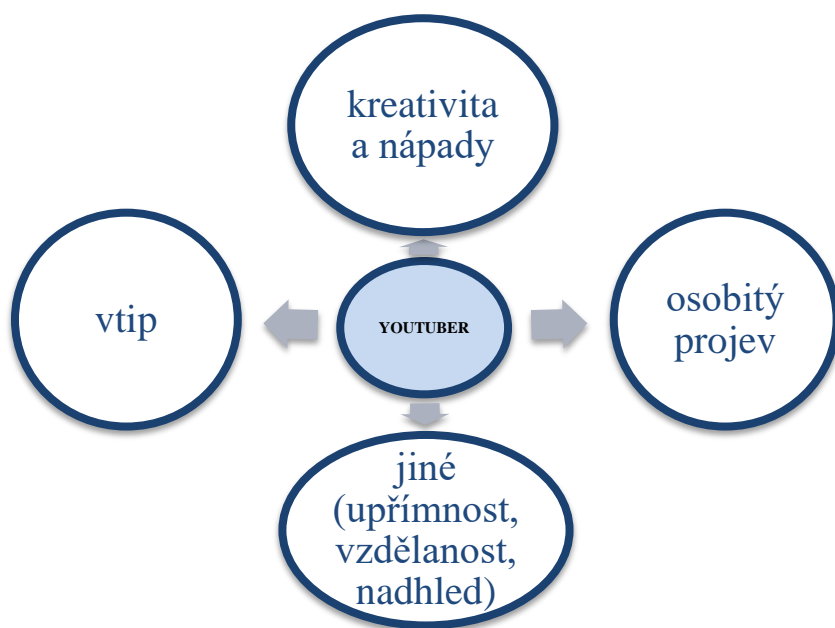 kreativita
a nápady
vtip
YOUTUBER
osobitý
projev
jiné
(upřímnost,
vzdělanost,
nadhled)